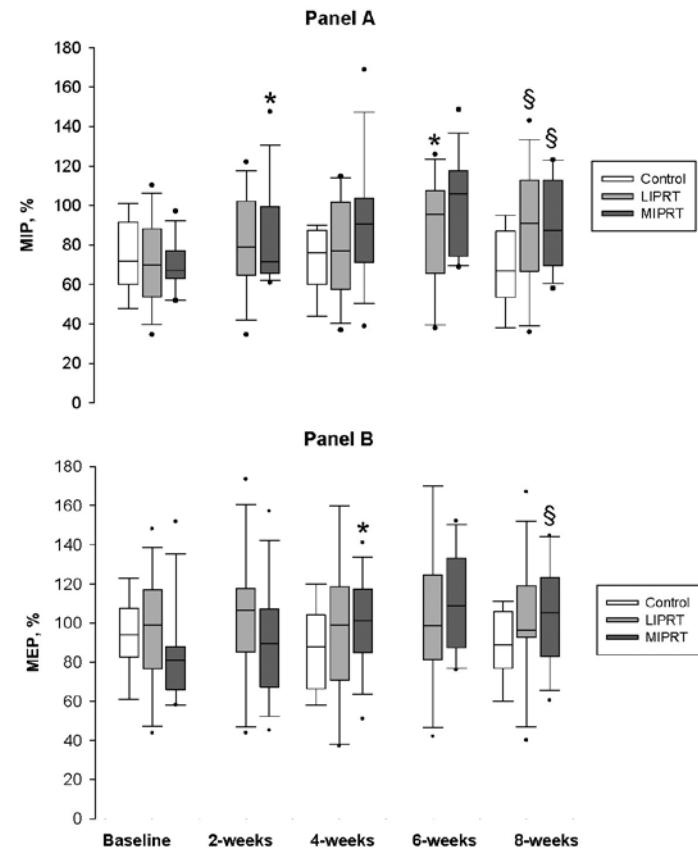 Panel A
180
160
140
120
100
80
60
40
20
0
MIP, %
*
*
§
§
Control
LIPRT
MIPRT
Panel B
180
160
140
120
100
80
60
40
20
0
MEP, %
*
§
Control
LIPRT
MIPRT
Baseline 2-weeks 4-weeks 6-weeks 8-weeks